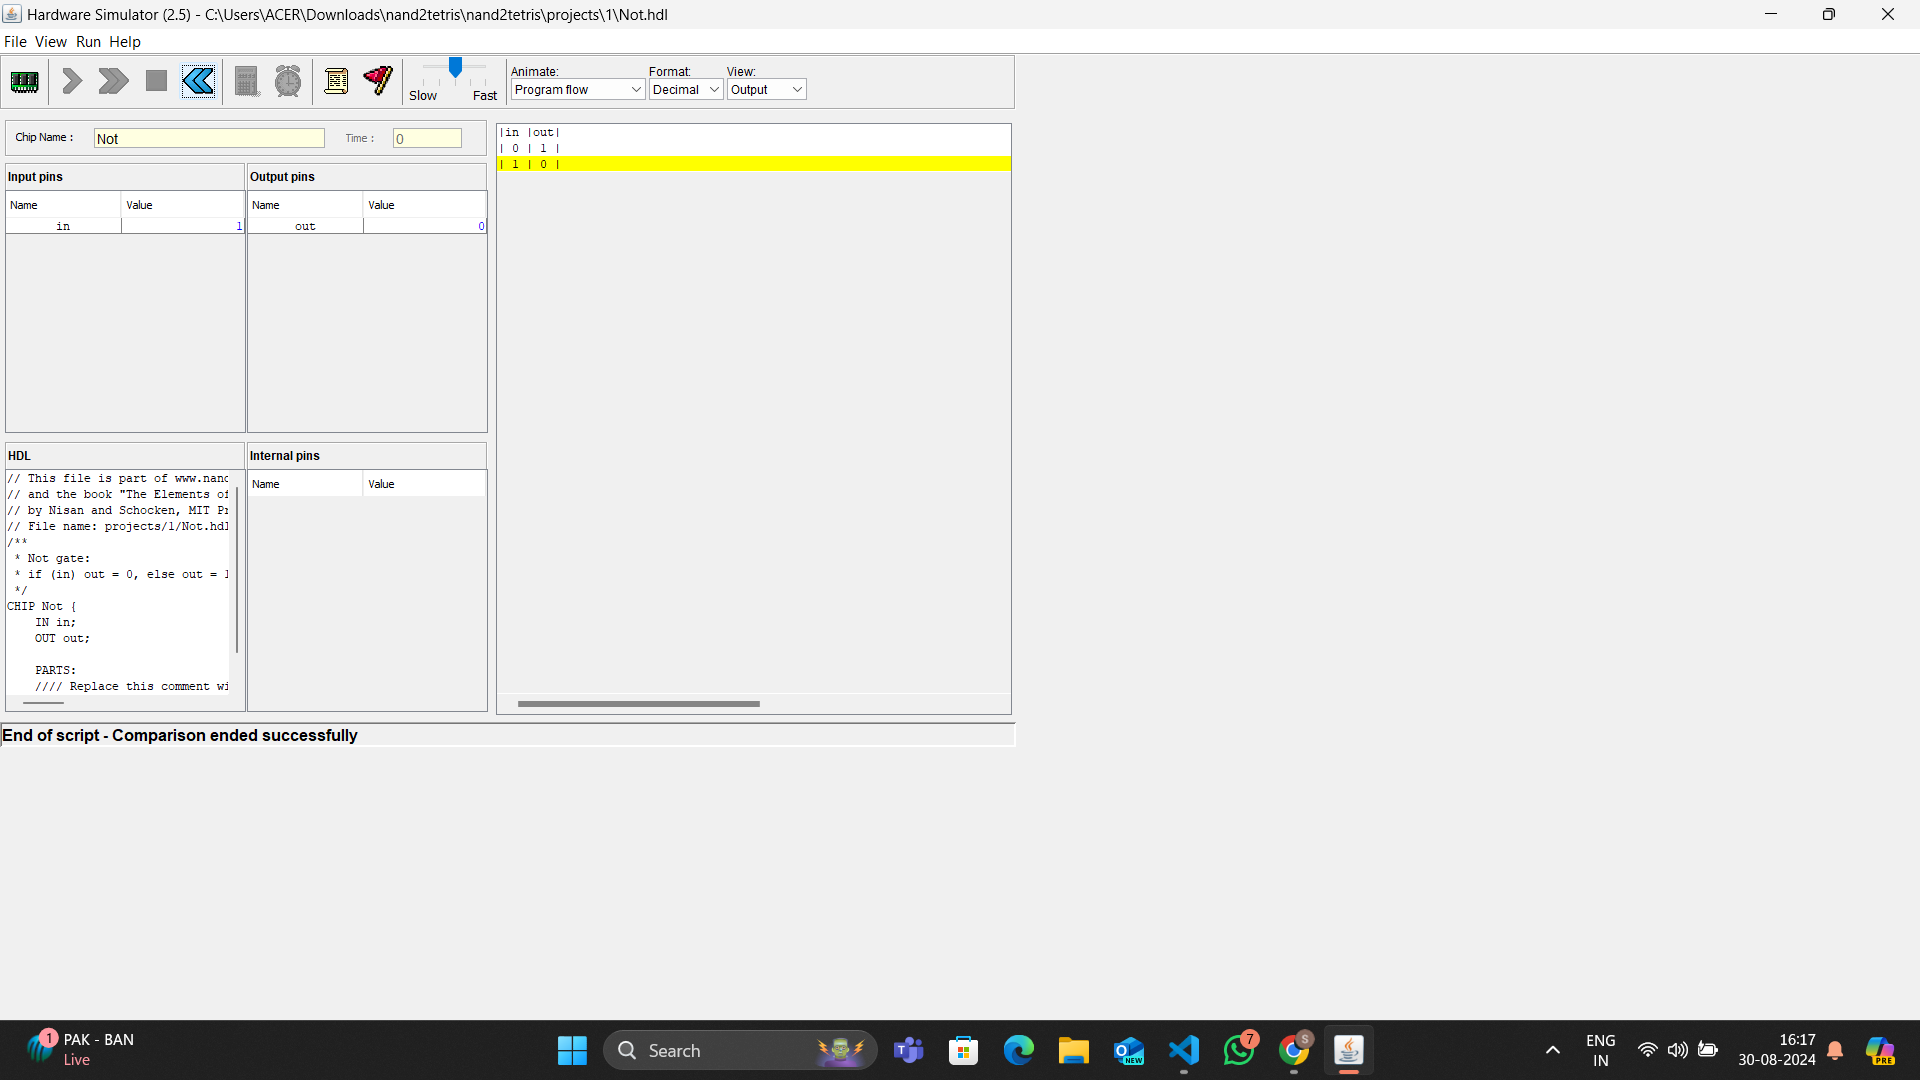 Hardware Simulator (2.5) - C:\Users\ACER\Downloads\nand2tetris\nand2tetris\projects\1\Not.hdl
File View Run Help
Slow Fast
Animate: Format: View:
Program flow Decimal Output
Chip Name : Not Time : 0
Input pins
Name Value
in 1
Output pins
Name Value
out 0
|in |out|
| 0 | 1 |
| 1 | 0 |
HDL
// This file is part of www.nand
// and the book "The Elements of
// by Nisan and Schocken, MIT Pr
// File name: projects/1/Not.hdl
/**
 * Not gate:
 * if (in) out = 0, else out = 1
 */
CHIP Not {
    IN in;
    OUT out;
    PARTS:
    //// Replace this comment wi
Internal pins
Name Value
End of script - Comparison ended successfully
1
PAK - BAN
Live
Search
NEW
7
S
ENG
IN
16:17
30-08-2024
PRE